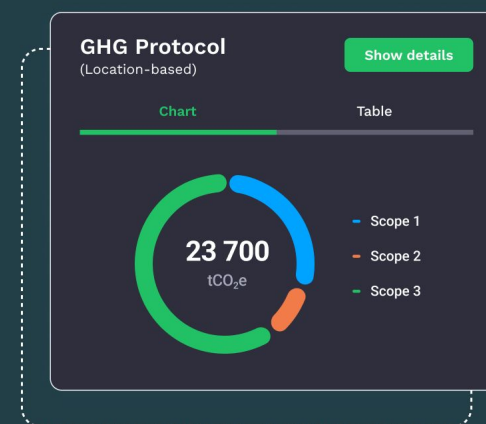 GHG Protocol
(Location-based)
Show details
Chart
Table
23 700
tCO₂e
Scope 1
Scope 2
Scope 3